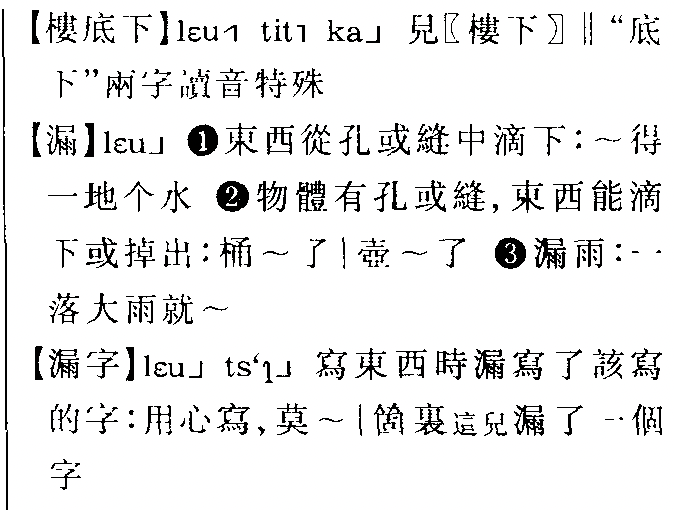 【樓底下】lɛu˧˥ tit˥ ka˩ 見〖樓下〗‖“底
下”兩字讀音特殊
【漏】lɛu˩ ❶東西從孔或縫中滴下：～得
一地个水 ❷物體有孔或縫，東西能滴
下或掉出：桶～了|壺～了 ❸漏雨：一
落大雨就～
【漏字】lɛu˩ tsʻɿ˩ 寫東西時漏寫了該寫
的字：用心寫，莫～|箇裏這兒漏了一個
字